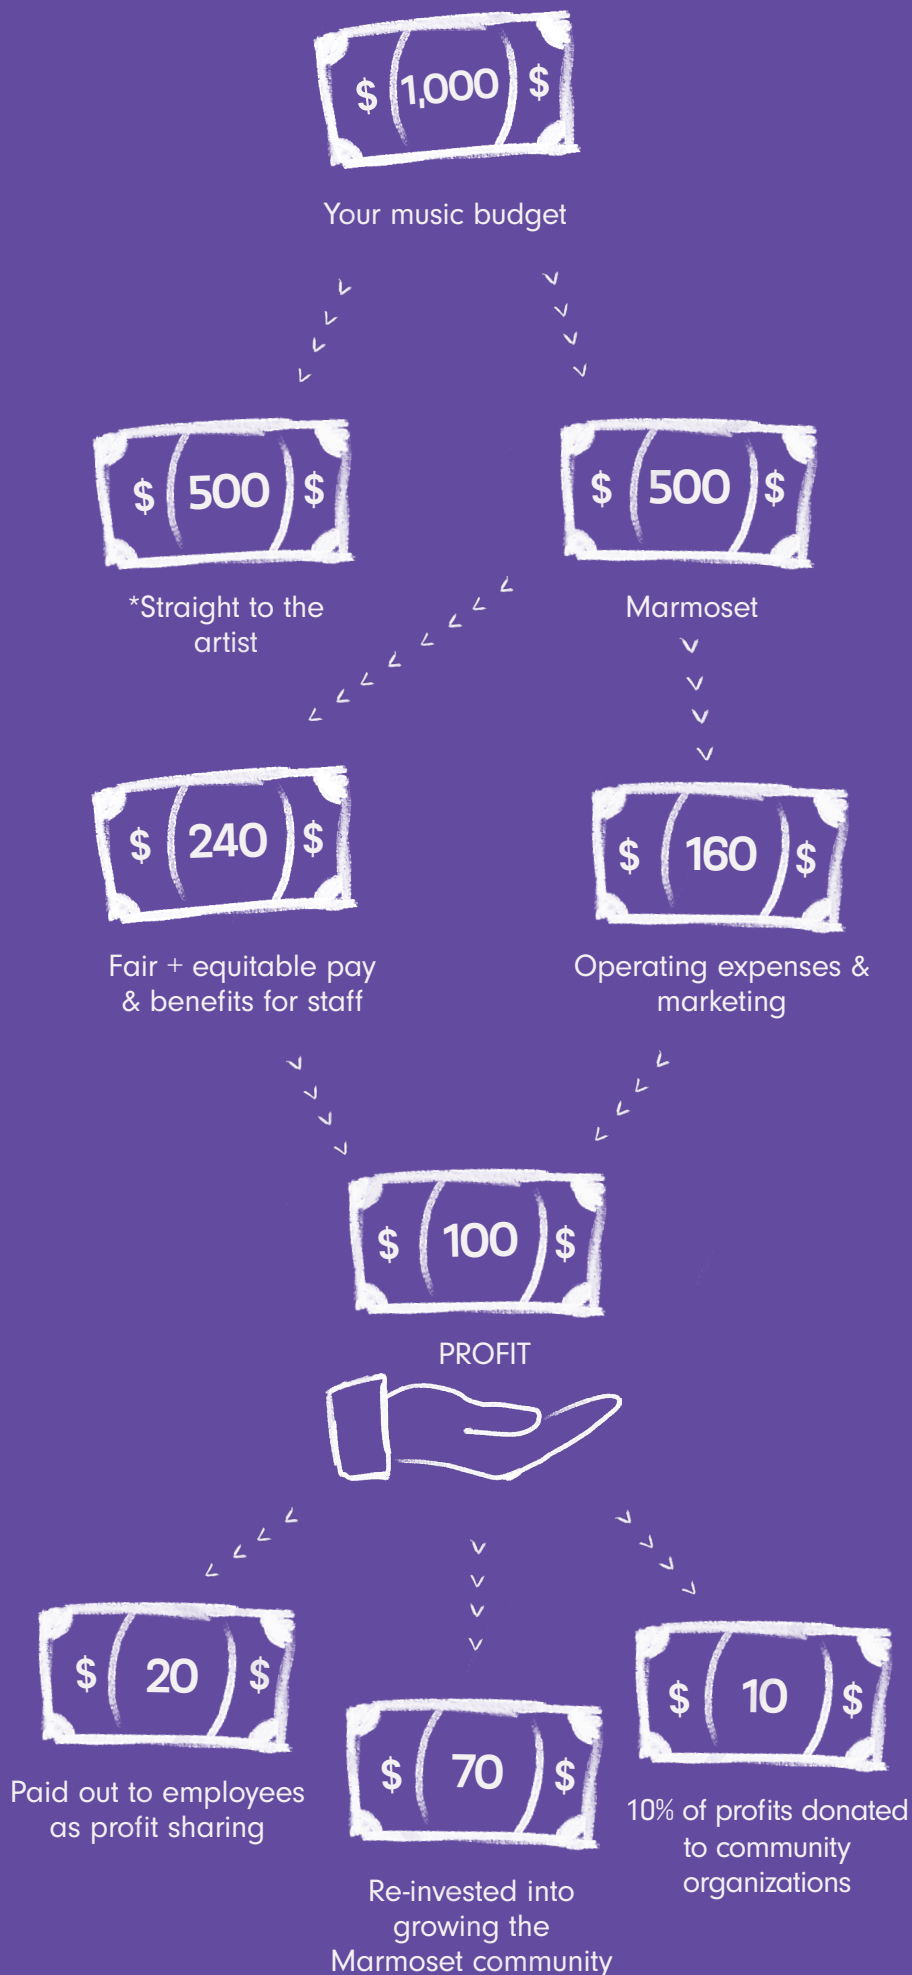 $ 1,000 $
Your music budget
$ 500 $
*Straight to the
artist
$ 500 $
Marmoset
$ 240 $
Fair + equitable pay
& benefits for staff
$ 160 $
Operating expenses &
marketing
$ 100 $
PROFIT
$ 20 $
Paid out to employees
as profit sharing
$ 70 $
Re-invested into
growing the
Marmoset community
$ 10 $
10% of profits donated
to community
organizations